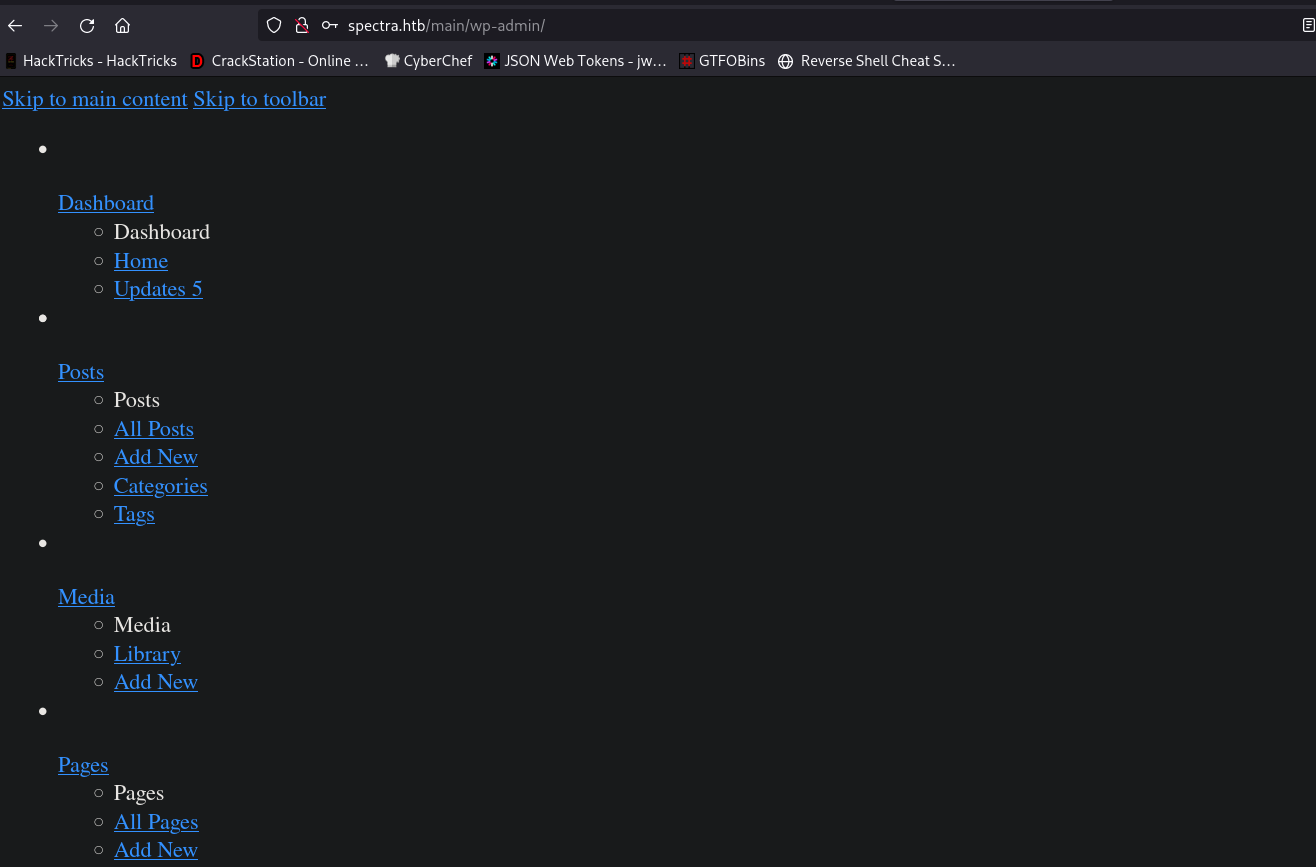 spectra.htb/main/wp-admin/
HackTricks - HackTricks CrackStation - Online ... CyberChef JSON Web Tokens - jw... GTFOBins Reverse Shell Cheat S...
Skip to main content Skip to toolbar
Dashboard
Dashboard
Home
Updates 5
Posts
Posts
All Posts
Add New
Categories
Tags
Media
Media
Library
Add New
Pages
Pages
All Pages
Add New